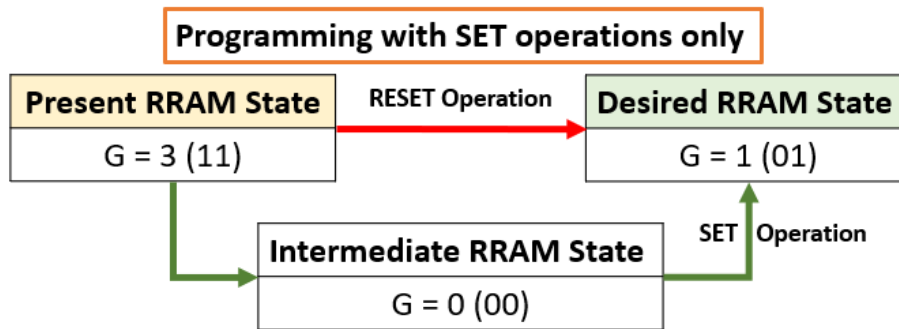 Programming with SET operations only
Present RRAM State
G = 3 (11)
RESET Operation
Desired RRAM State
G = 1 (01)
Intermediate RRAM State
G = 0 (00)
SET Operation